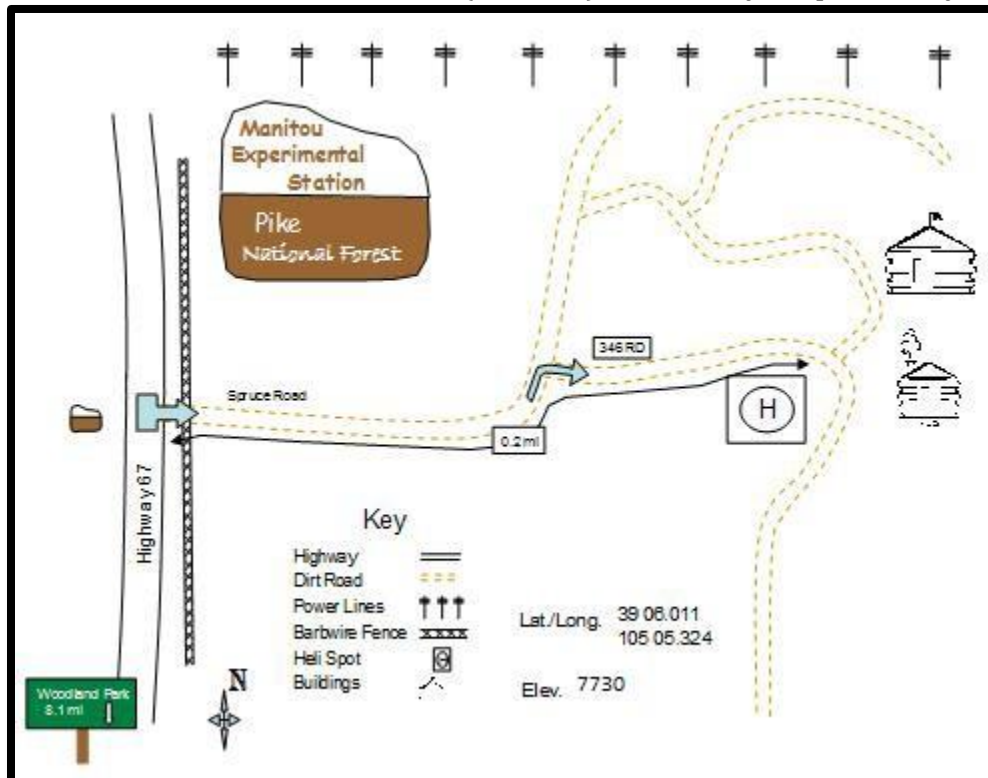 Manitou
Experimental
Station
Pike
National Forest
346 RD
Spruce Road
H
0.2 mi
Highway 67
Key
Highway
Dirt Road
Power Lines
Barbwire Fence
Heli Spot
Buildings
Lat./Long. 39 06.011
105 05.324
Elev. 7730
N
Woodland Park
8.1 mi